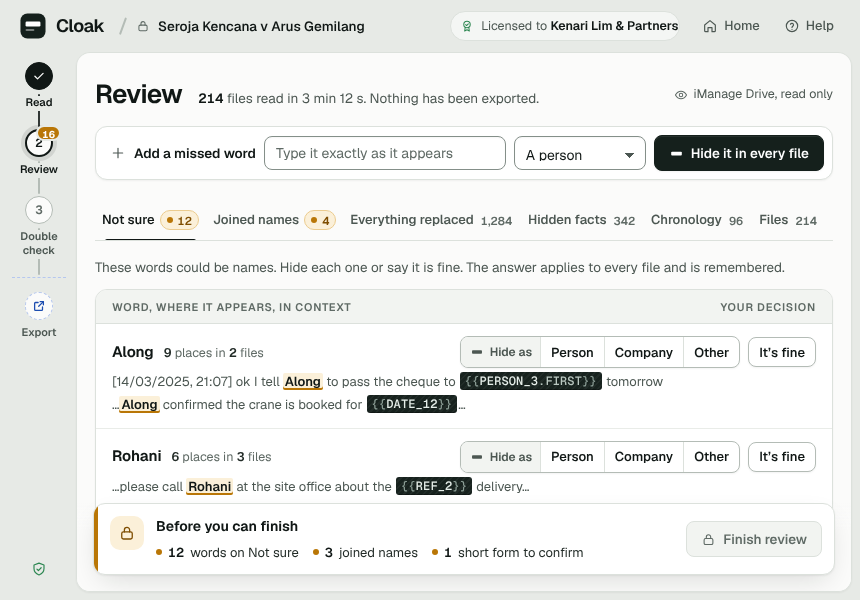 Cloak / Seroja Kencana v Arus Gemilang
Licensed to Kenari Lim & Partners
Home
Help
Read
16
2
Review
3
Double
check
Export
Review
214 files read in 3 min 12 s. Nothing has been exported.
iManage Drive, read only
+ Add a missed word
Type it exactly as it appears
A person
Hide it in every file
Not sure 12
Joined names 4
Everything replaced 1,284
Hidden facts 342
Chronology 96
Files 214
These words could be names. Hide each one or say it is fine. The answer applies to every file and is remembered.
WORD, WHERE IT APPEARS, IN CONTEXT
YOUR DECISION
Along 9 places in 2 files
Hide as Person Company Other It's fine
[14/03/2025, 21:07] ok I tell Along to pass the cheque to {{PERSON_3.FIRST}} tomorrow
…Along confirmed the crane is booked for {{DATE_12}}…
Rohani 6 places in 3 files
Hide as Person Company Other It's fine
…please call Rohani at the site office about the {{REF_2}} delivery…
Before you can finish
12 words on Not sure
3 joined names
1 short form to confirm
Finish review